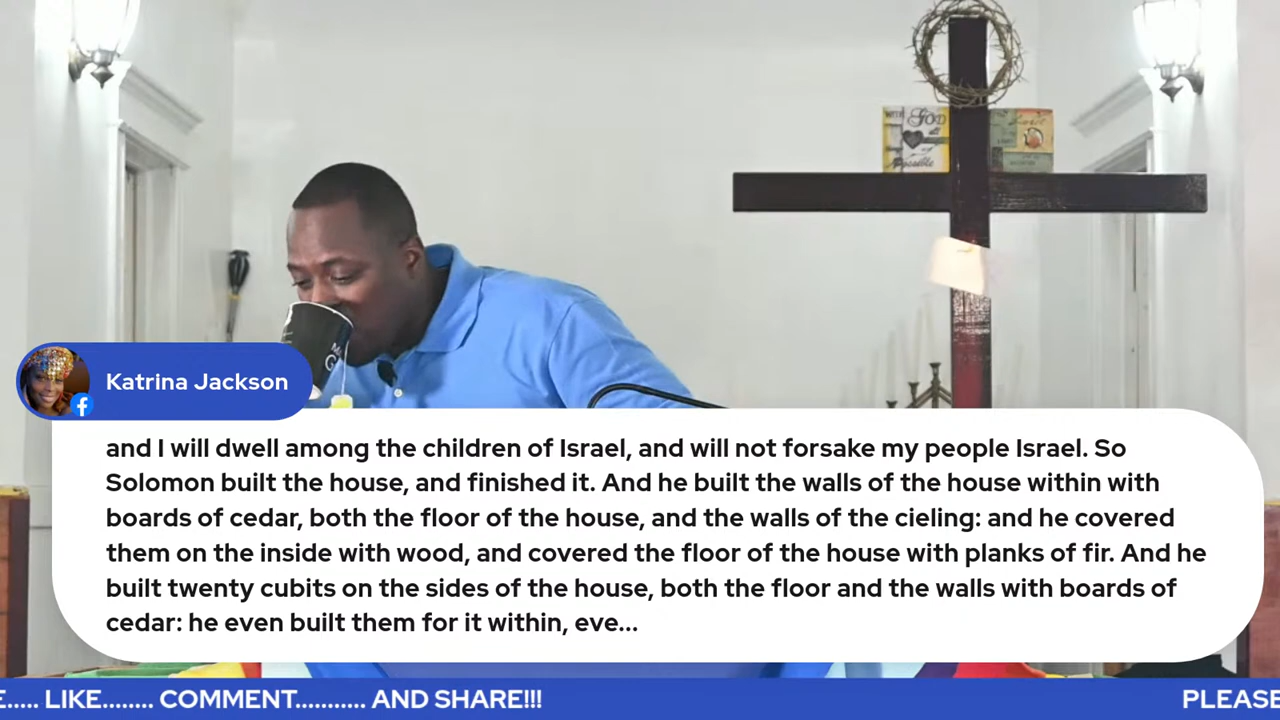 WITH GOD
all
Possible
Katrina Jackson
and I will dwell among the children of Israel, and will not forsake my people Israel. So
Solomon built the house, and finished it. And he built the walls of the house within with
boards of cedar, both the floor of the house, and the walls of the cieling: and he covered
them on the inside with wood, and covered the floor of the house with planks of fir. And he
built twenty cubits on the sides of the house, both the floor and the walls with boards of
cedar: he even built them for it within, eve...
E..... LIKE........ COMMENT........... AND SHARE!!! PLEASE